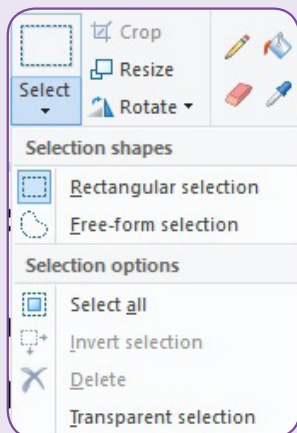 Crop
Resize
Select
Rotate
Selection shapes
Rectangular selection
Free-form selection
Selection options
Select all
Invert selection
Delete
Transparent selection